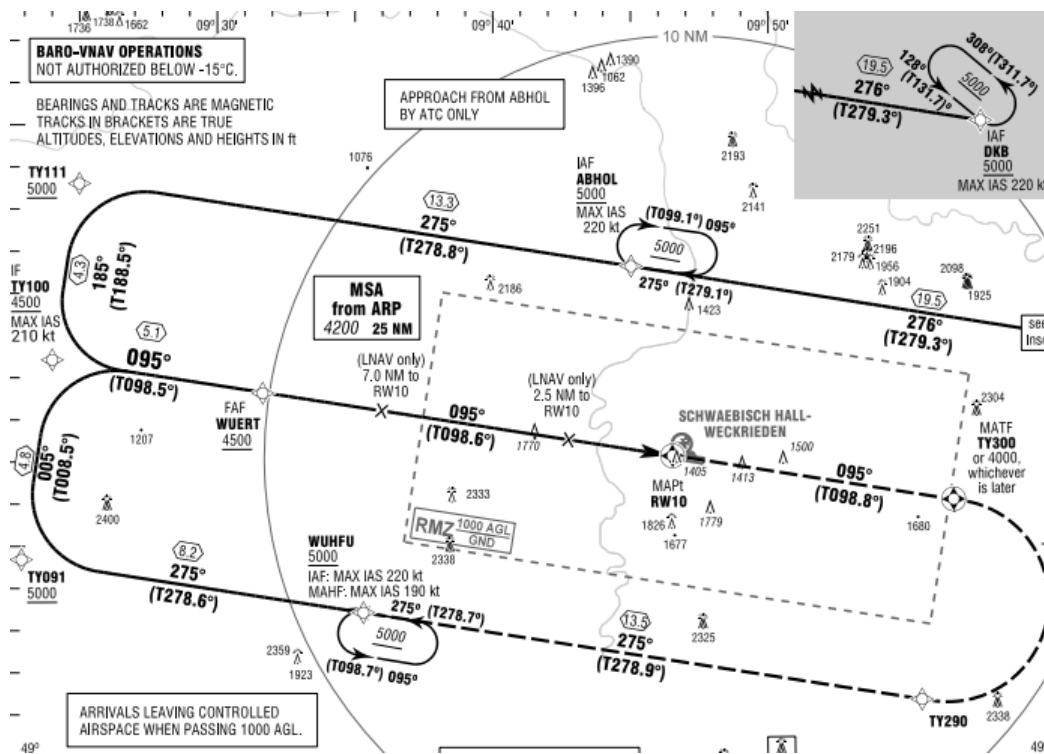 1736
1738
1662
09°30'
09°40'
09°50'
10 NM
BARO-VNAV OPERATIONS
NOT AUTHORIZED BELOW -15°C.
BEARINGS AND TRACKS ARE MAGNETIC
TRACKS IN BRACKETS ARE TRUE
ALTITUDES, ELEVATIONS AND HEIGHTS IN ft
APPROACH FROM ABHOL
BY ATC ONLY
1390
1062
1396
19.5
276°
(T279.3°)
308° (T311.7°)
5000
128°
(T131.7)°
IAF
DKB
5000
MAX IAS 220 kt
TY111
5000
1076
13.3
275°
(T278.8°)
IAF
ABHOL
5000
MAX IAS
220 kt
(T099.1°) 095°
5000
275° (T279.1°)
2193
2141
2251
2196
2179
1956
1904
2098
1925
19.5
276°
(T279.3°)
see
IF
TY100
4500
MAX IAS
210 kt
4.3
185°
(T188.5°)
MSA
from ARP
4200 25 NM
2186
1423
5.1
095°
(T098.5°)
(LNAV only)
7.0 NM to
RW10
(LNAV only)
2.5 NM to
RW10
FAF
WUERT
4500
095°
(T098.6°)
1770
SCHWAEBISCH HALL-
WECKRIEDEN
1405
1413
1500
MAPt
RW10
095°
(T098.8°)
2304
MATF
TY300
or 4000,
whichever
is later
1207
4.8
005°
(T008.5°)
2400
2333
RMZ 1000 AGL
GND
2338
1826
1677
1779
1680
TY091
5000
8.2
275°
(T278.6°)
WUHFU
5000
IAF: MAX IAS 220 kt
MAHF: MAX IAS 190 kt
275° (T278.7°)
5000
(T098.7°) 095°
2359
1923
2325
13.5
275°
(T278.9°)
TY290
2338
ARRIVALS LEAVING CONTROLLED
AIRSPACE WHEN PASSING 1000 AGL.
49°
49°